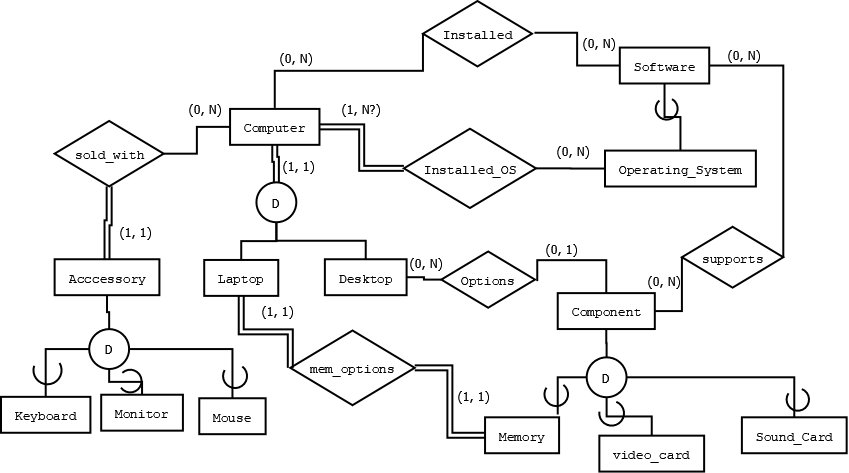 Installed
(0, N)
(0, N)
(0, N)
Software
(0, N)
(1, N?)
Computer
sold_with
(0, N)
Installed_OS
Operating_System
(1, 1)
D
(1, 1)
supports
(0, N)
(0, 1)
Acccessory
Laptop
Desktop
Options
(0, N)
Component
(1, 1)
D
mem_options
D
(1, 1)
Keyboard
Monitor
Mouse
Memory
video_card
Sound_Card